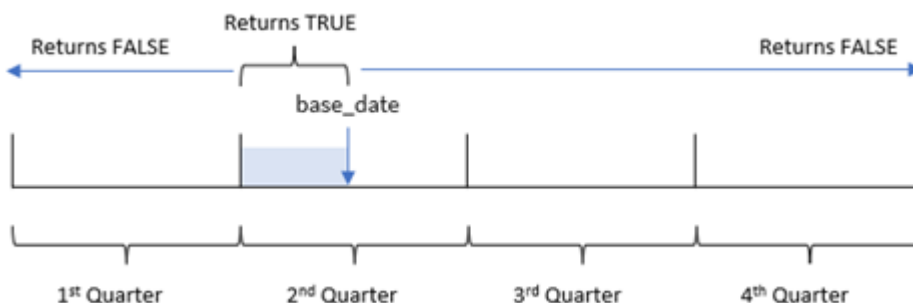 Returns TRUE
Returns FALSE
Returns FALSE
base_date
1st Quarter
2nd Quarter
3rd Quarter
4th Quarter